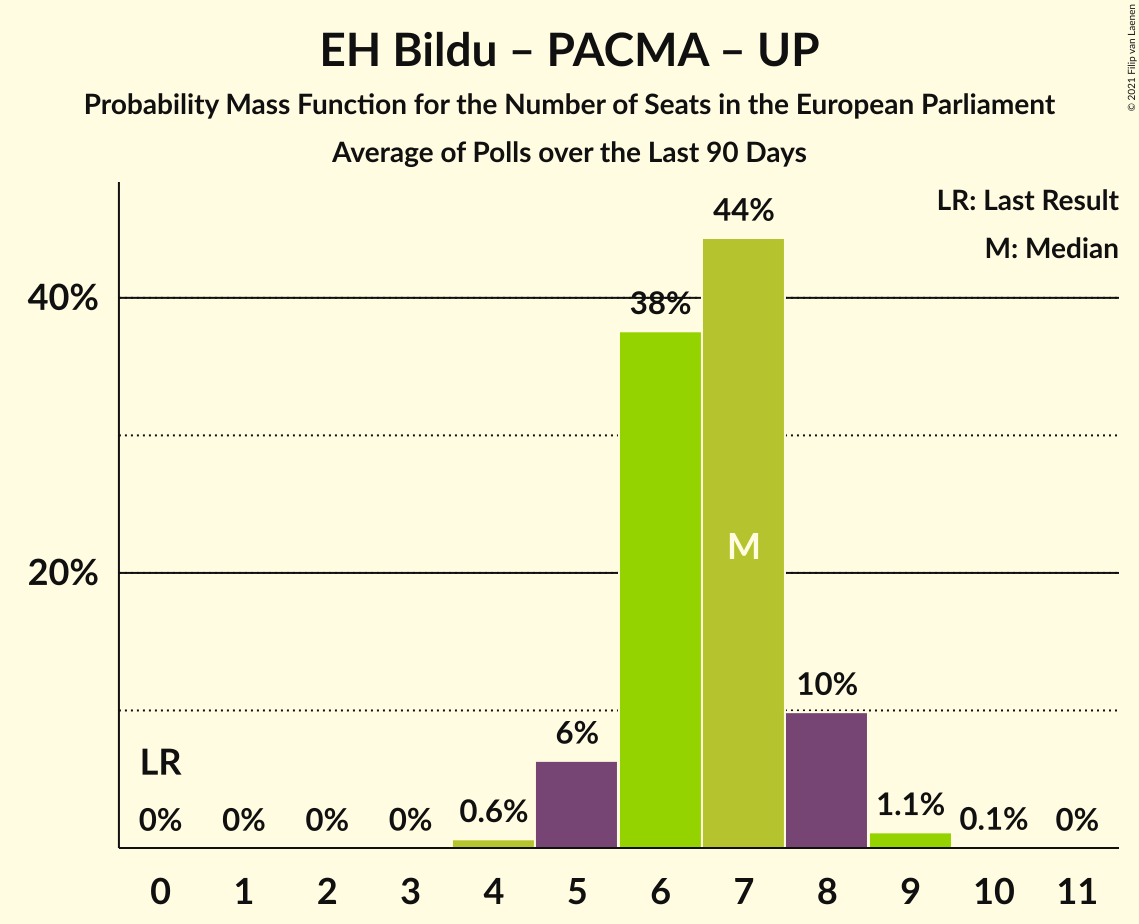 EH Bildu – PACMA – UP
Probability Mass Function for the Number of Seats in the European Parliament
Average of Polls over the Last 90 Days
© 2021 Filip van Laenen
LR: Last Result
M: Median
40%
20%
LR
M
0%
0%
0%
0%
0.6%
6%
38%
44%
10%
1.1%
0.1%
0%
0 1 2 3 4 5 6 7 8 9 10 11